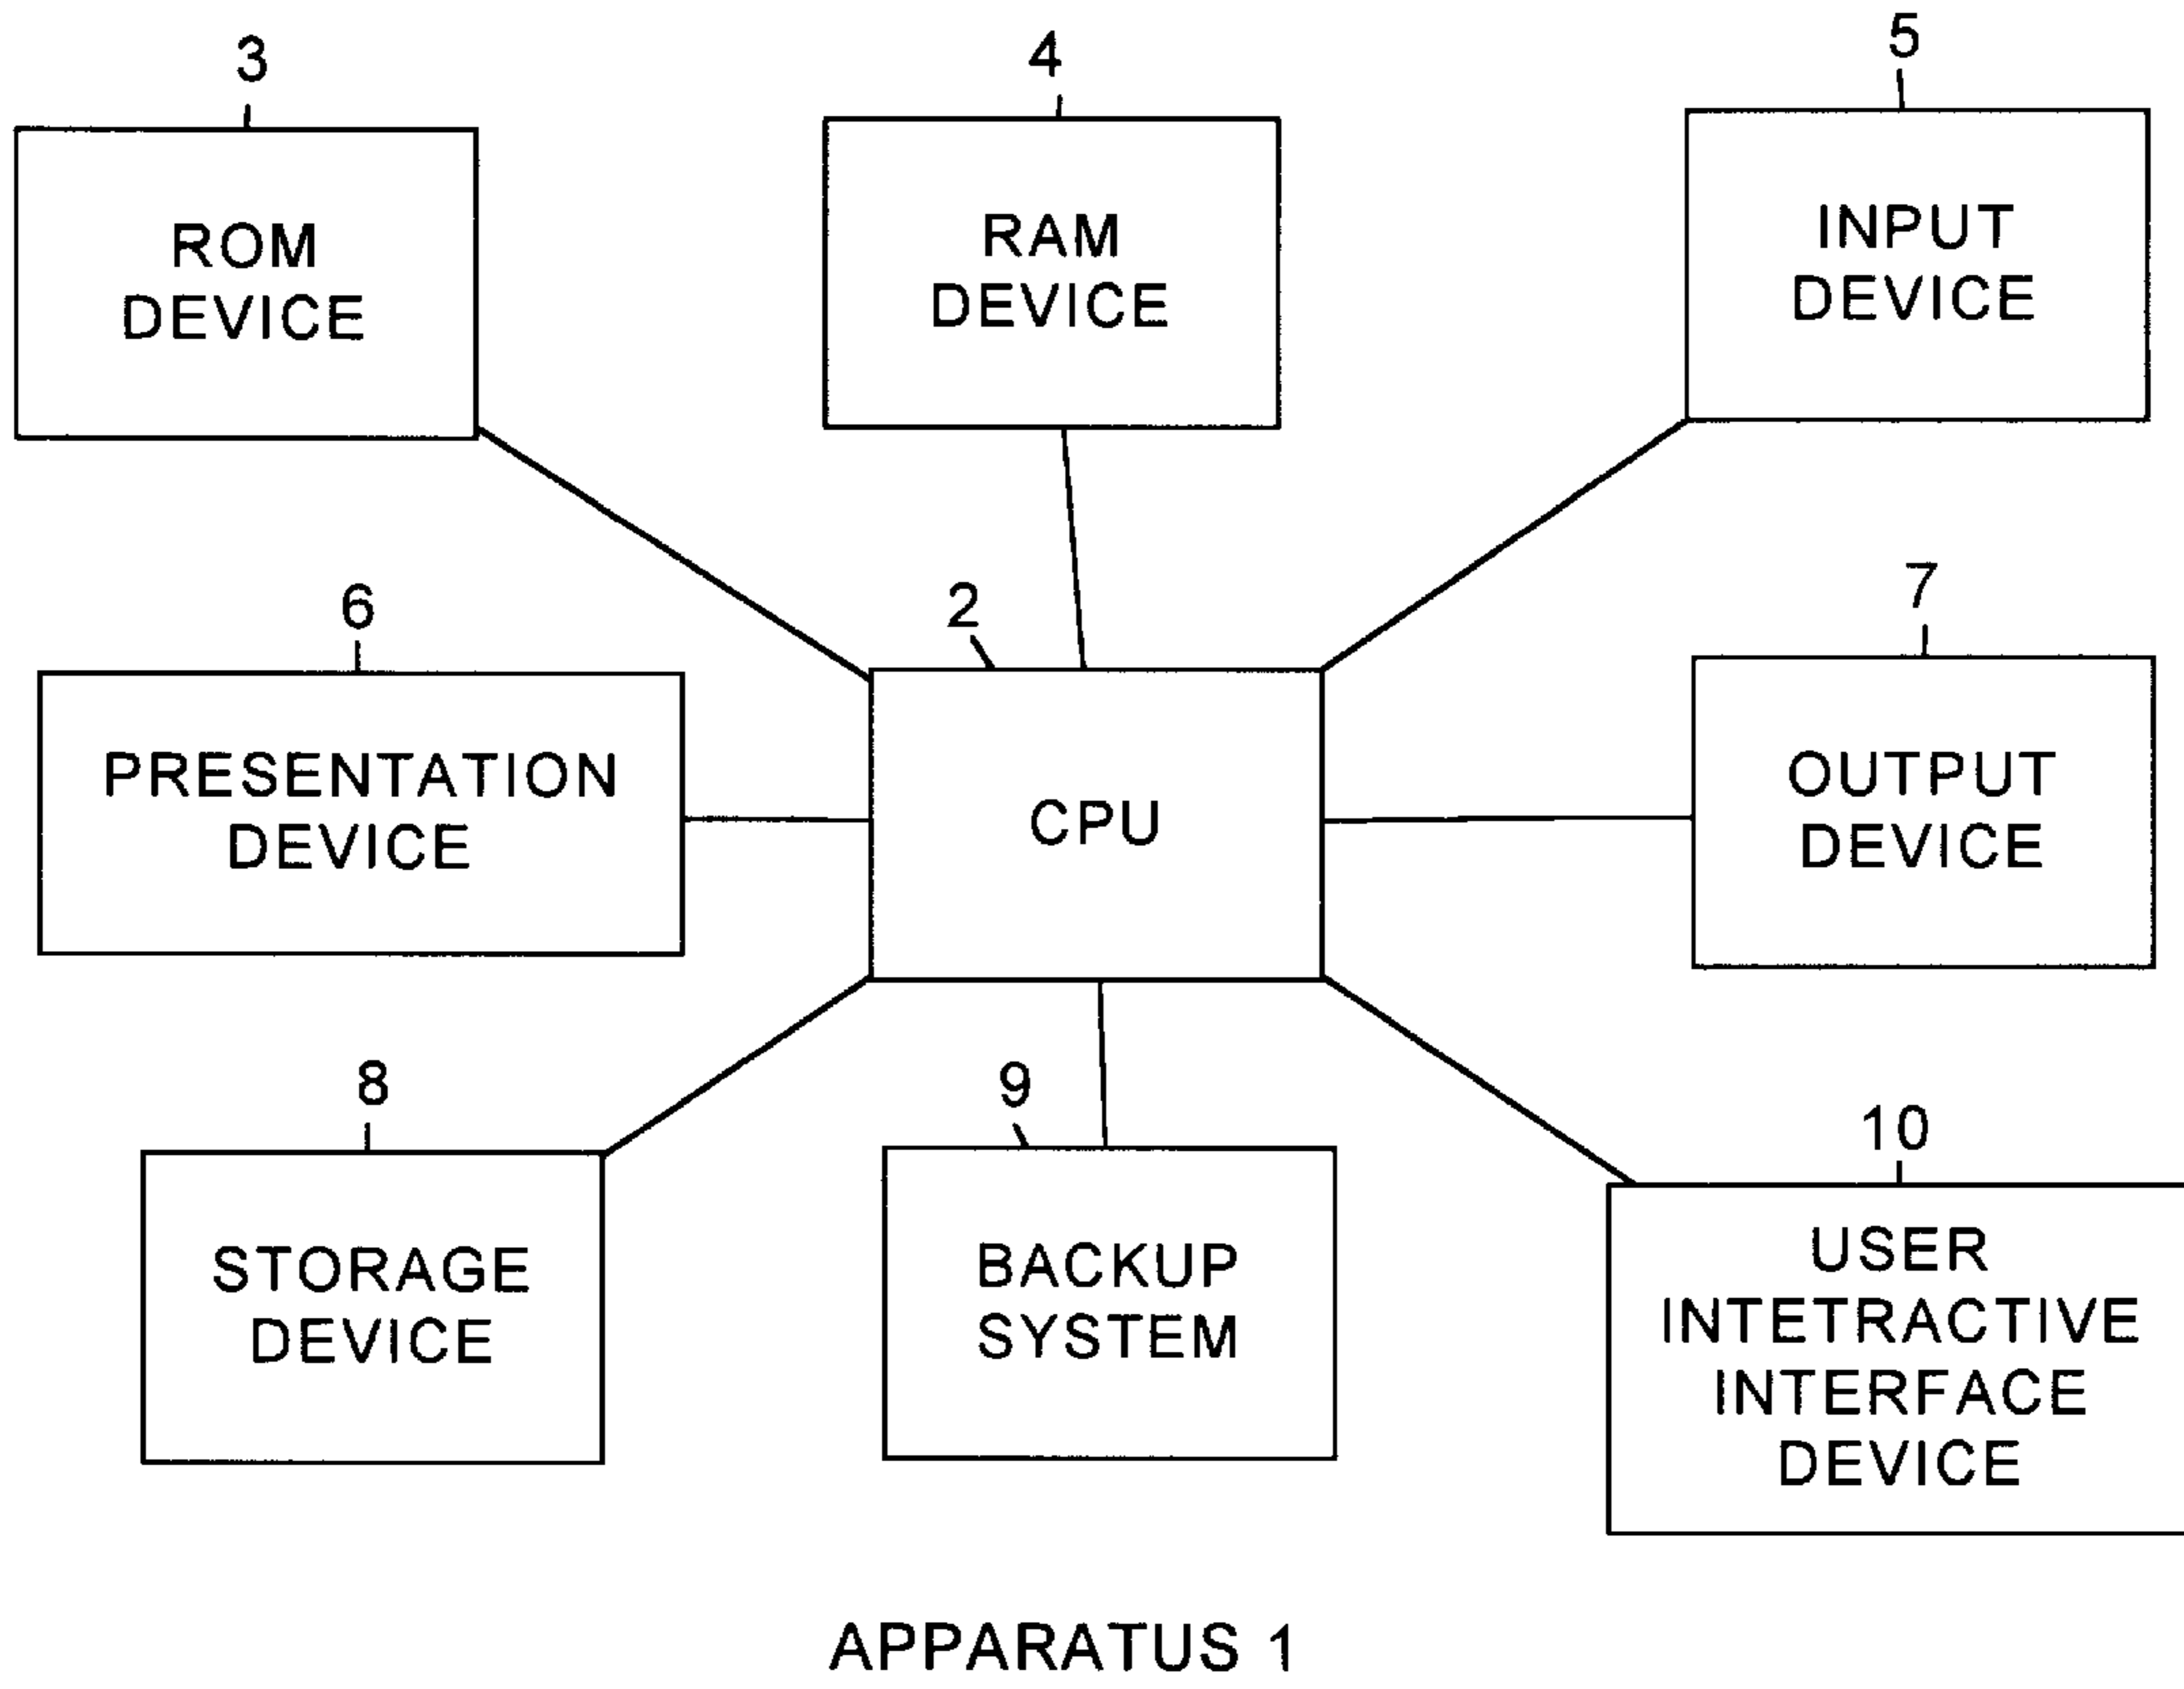 3
4
5
ROM
DEVICE
RAM
DEVICE
INPUT
DEVICE
6
2
7
PRESENTATION
DEVICE
CPU
OUTPUT
DEVICE
8
9
10
STORAGE
DEVICE
BACKUP
SYSTEM
USER
INTETRACTIVE
INTERFACE
DEVICE
APPARATUS 1